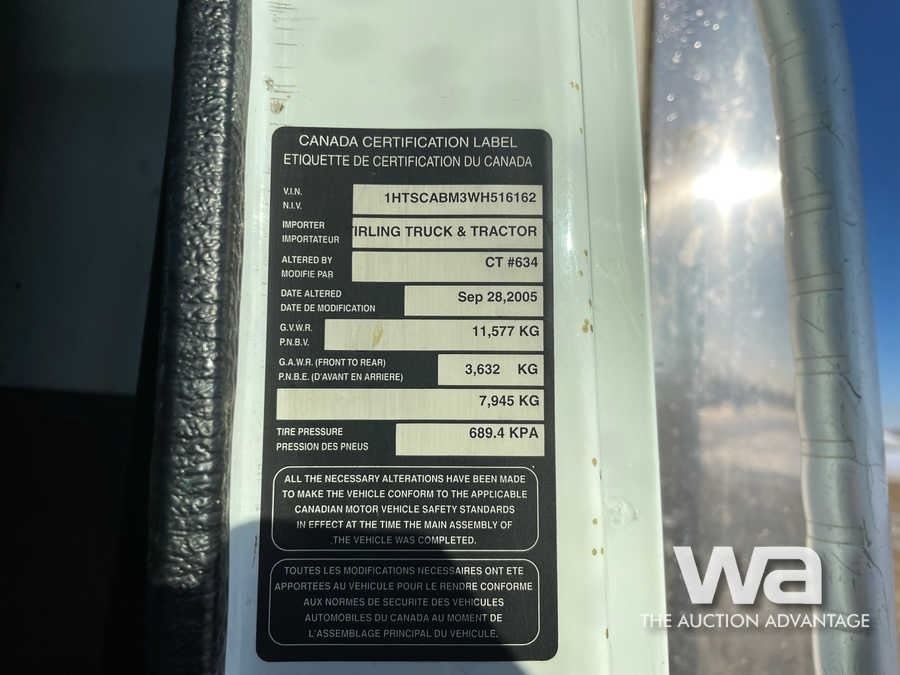 CANADA CERTIFICATION LABEL
ETIQUETTE DE CERTIFICATION DU CANADA
V.I.N.
N.I.V.
1HTSCABM3WH516162
IMPORTER
IMPORTATEUR
TIRLING TRUCK & TRACTOR
ALTERED BY
MODIFIE PAR
CT #634
DATE ALTERED
DATE DE MODIFICATION
Sep 28,2005
G.V.W.R.
P.N.B.V.
11,577 KG
G.A.W.R. (FRONT TO REAR)
P.N.B.E. (D'AVANT EN ARRIERE)
3,632 KG
7,945 KG
TIRE PRESSURE
PRESSION DES PNEUS
689.4 KPA
ALL THE NECESSARY ALTERATIONS HAVE BEEN MADE
TO MAKE THE VEHICLE CONFORM TO THE APPLICABLE
CANADIAN MOTOR VEHICLE SAFETY STANDARDS
IN EFFECT AT THE TIME THE MAIN ASSEMBLY OF
THE VEHICLE WAS COMPLETED.
TOUTES LES MODIFICATIONS NECESSAIRES ONT ETE
APPORTEES AU VEHICULE POUR LE RENDRE CONFORME
AUX NORMES DE SECURITE DES VEHICULES
AUTOMOBILES DU CANADA AU MOMENT DE
L'ASSEMBLAGE PRINCIPAL DU VEHICULE.
wa
THE AUCTION ADVANTAGE